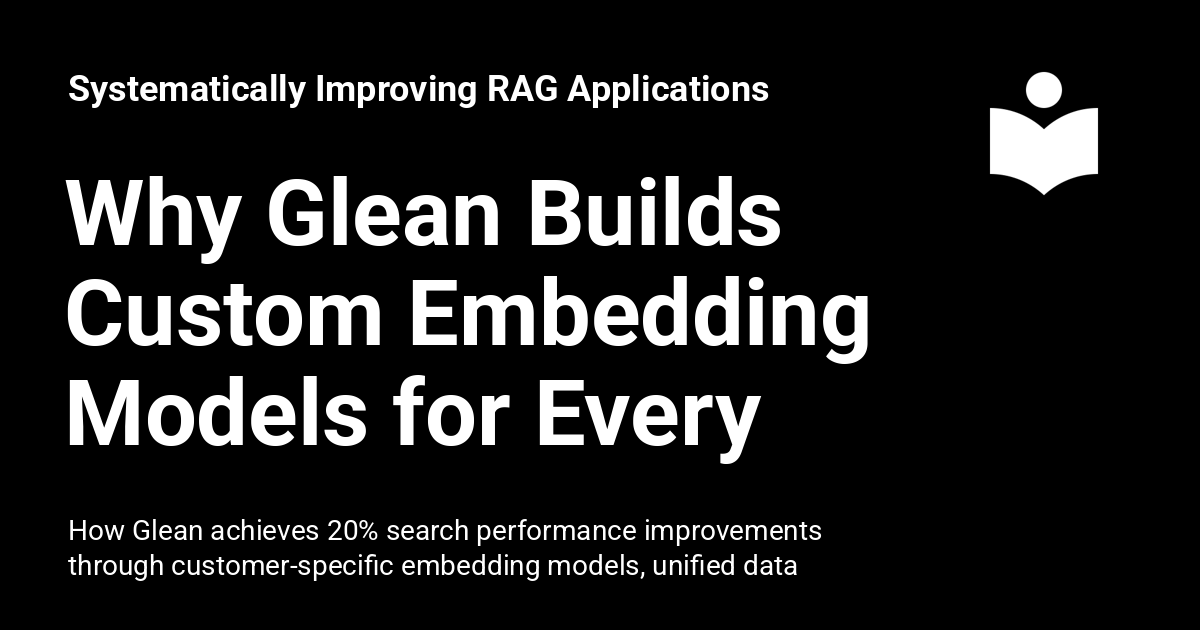 Systematically Improving RAG Applications
Why Glean Builds
Custom Embedding
Models for Every
How Glean achieves 20% search performance improvements
through customer-specific embedding models, unified data